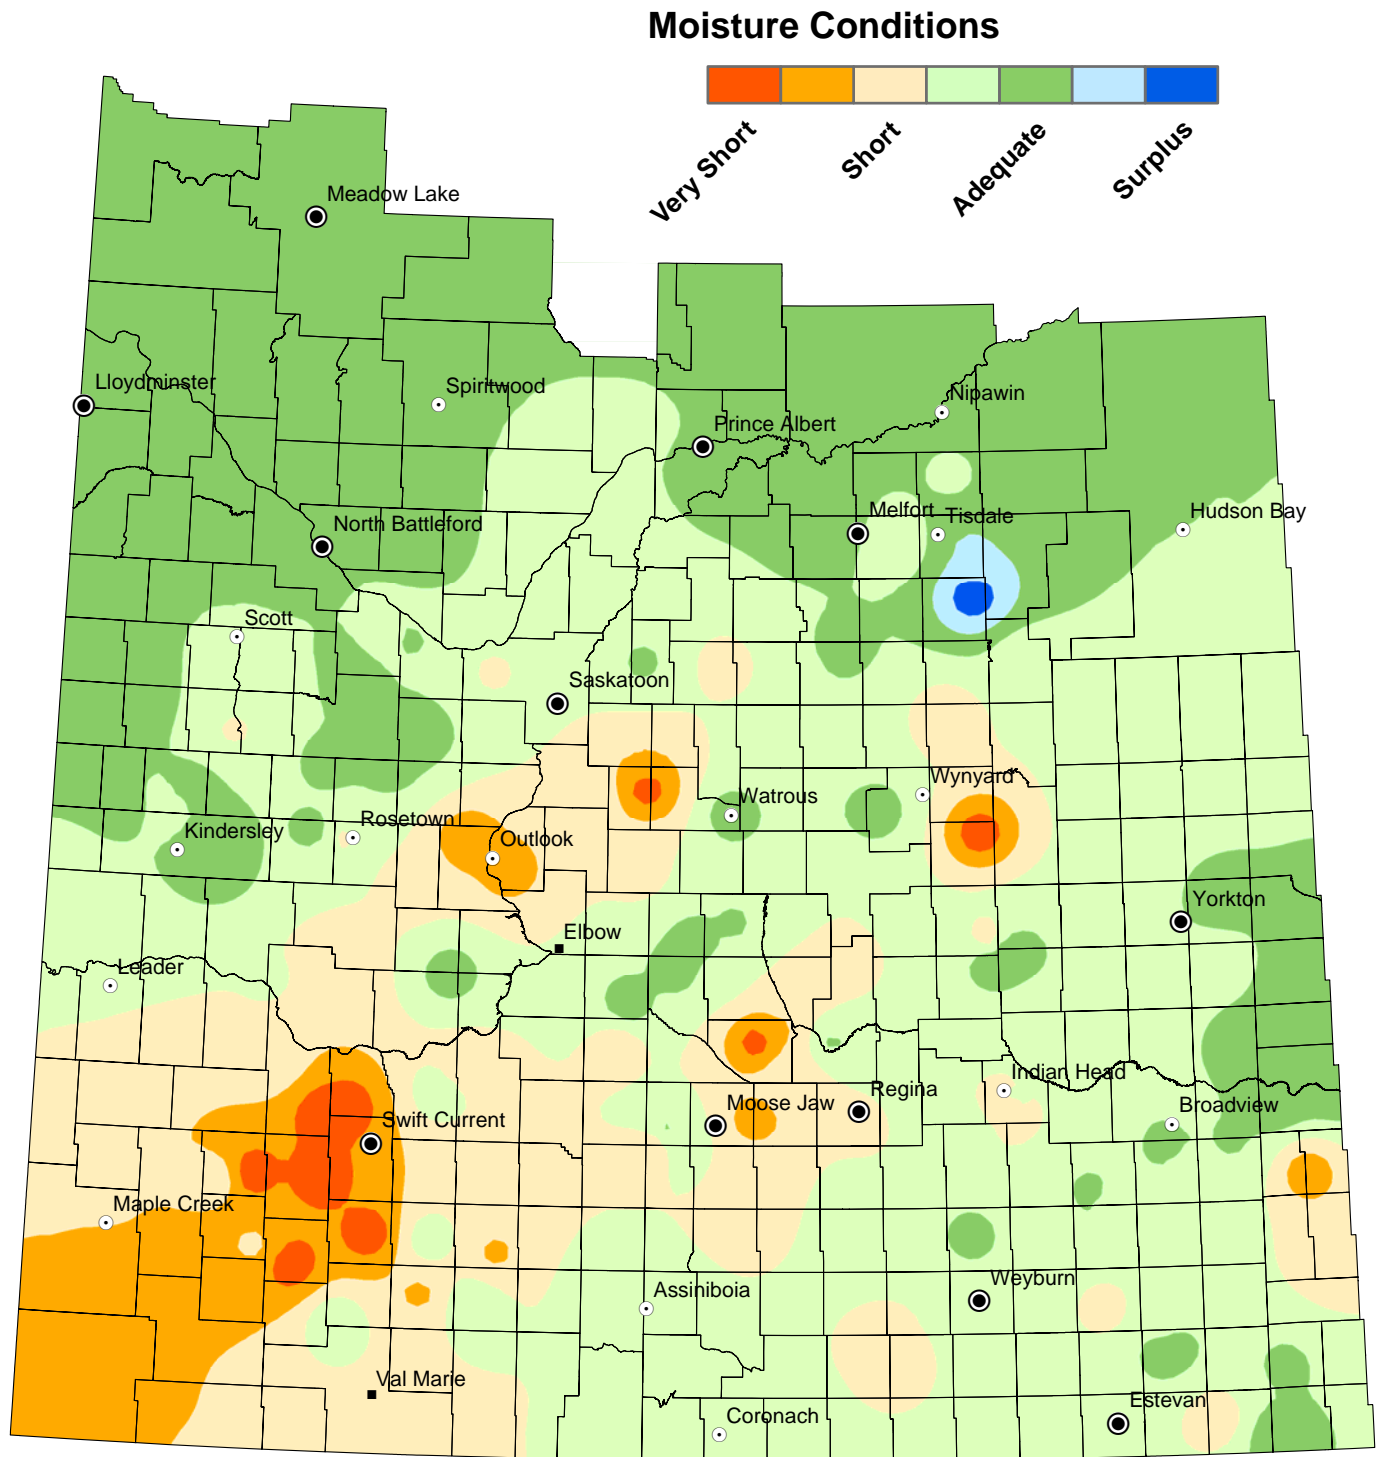 Moisture Conditions
Very Short
Short
Adequate
Surplus
Meadow Lake
Lloydminster
Spiritwood
Nipawin
Prince Albert
North Battleford
Melfort
Tisdale
Hudson Bay
Scott
Saskatoon
Wynyard
Watrous
Rosetown
Kindersley
Outlook
Yorkton
Elbow
Leader
Indian Head
Regina
Moose Jaw
Broadview
Swift Current
Maple Creek
Weyburn
Assiniboia
Val Marie
Estevan
Coronach